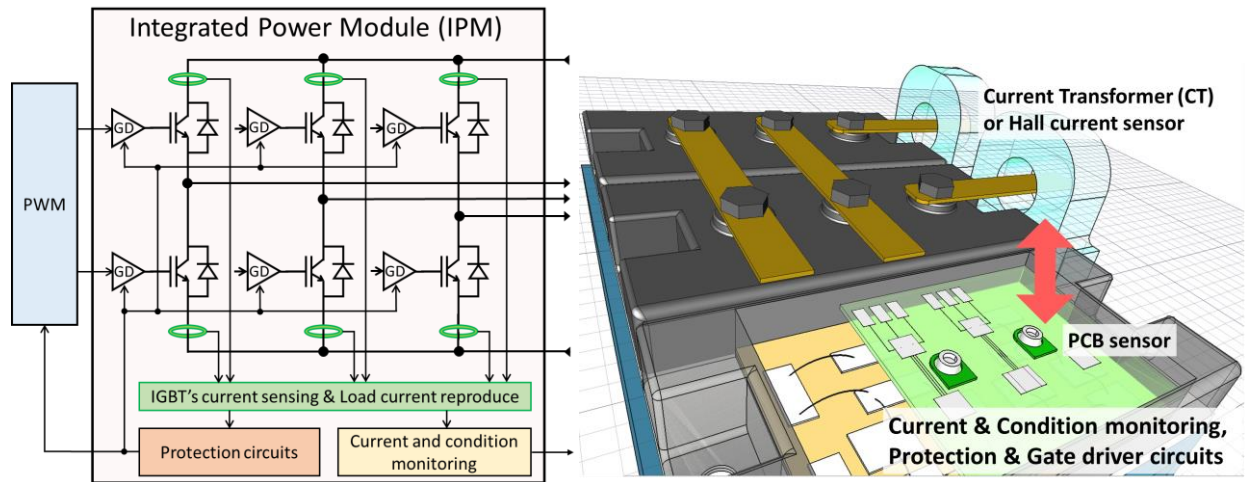 Integrated Power Module (IPM)
PWM
GD
GD
GD
GD
GD
GD
IGBT's current sensing & Load current reproduce
Protection circuits
Current and condition
monitoring
Current Transformer (CT)
or Hall current sensor
PCB sensor
Current & Condition monitoring,
Protection & Gate driver circuits